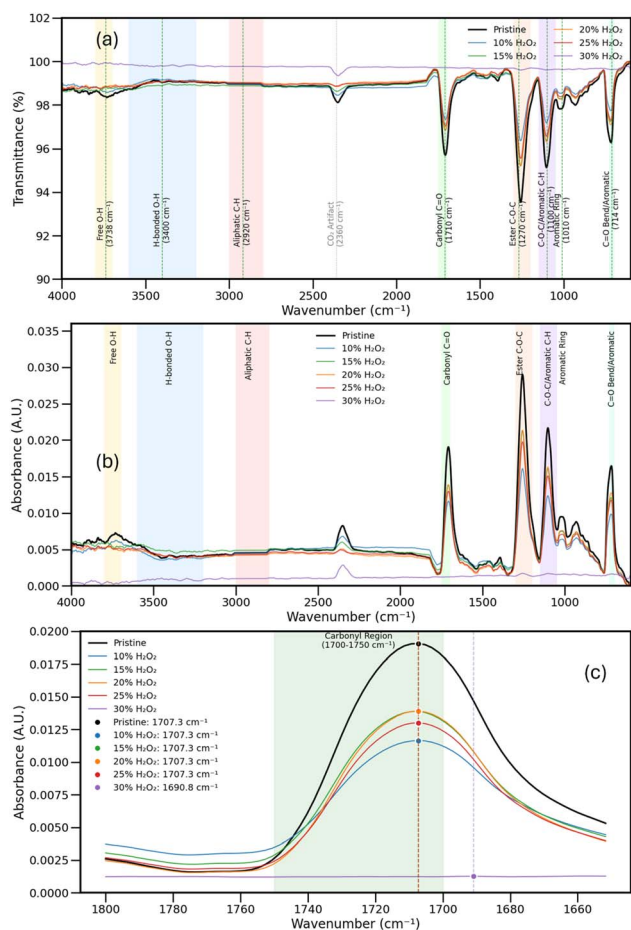 (a)
Pristine
10% H₂O₂
15% H₂O₂
20% H₂O₂
25% H₂O₂
30% H₂O₂
102
100
98
96
94
92
90
Transmittance (%)
Free O-H
(3738 cm⁻¹)
H-bonded O-H
(3400 cm⁻¹)
Aliphatic C-H
(2920 cm⁻¹)
CO₂ Artifact
(2360 cm⁻¹)
Carbonyl C=O
(1710 cm⁻¹)
Ester C-O-C
(1270 cm⁻¹)
C-O-C/Aromatic C-H
(1100 cm⁻¹)
Aromatic Ring
(1010 cm⁻¹)
C=O Bend/Aromatic
(714 cm⁻¹)
4000 3500 3000 2500 2000 1500 1000
Wavenumber (cm⁻¹)
(b)
Pristine
10% H₂O₂
15% H₂O₂
20% H₂O₂
25% H₂O₂
30% H₂O₂
0.035
0.030
0.025
0.020
0.015
0.010
0.005
0.000
Absorbance (A.U.)
Free O-H
H-bonded O-H
Aliphatic C-H
Carbonyl C=O
Ester C-O-C
C-O-C/Aromatic C-H
Aromatic Ring
C=O Bend/Aromatic
4000 3500 3000 2500 2000 1500 1000
Wavenumber (cm⁻¹)
(c)
Pristine
10% H₂O₂
15% H₂O₂
20% H₂O₂
25% H₂O₂
30% H₂O₂
Pristine: 1707.3 cm⁻¹
10% H₂O₂: 1707.3 cm⁻¹
15% H₂O₂: 1707.3 cm⁻¹
20% H₂O₂: 1707.3 cm⁻¹
25% H₂O₂: 1707.3 cm⁻¹
30% H₂O₂: 1690.8 cm⁻¹
Carbonyl Region
(1700-1750 cm⁻¹)
0.0200
0.0175
0.0150
0.0125
0.0100
0.0075
0.0050
0.0025
0.0000
Absorbance (A.U.)
1800 1780 1760 1740 1720 1700 1680 1660
Wavenumber (cm⁻¹)